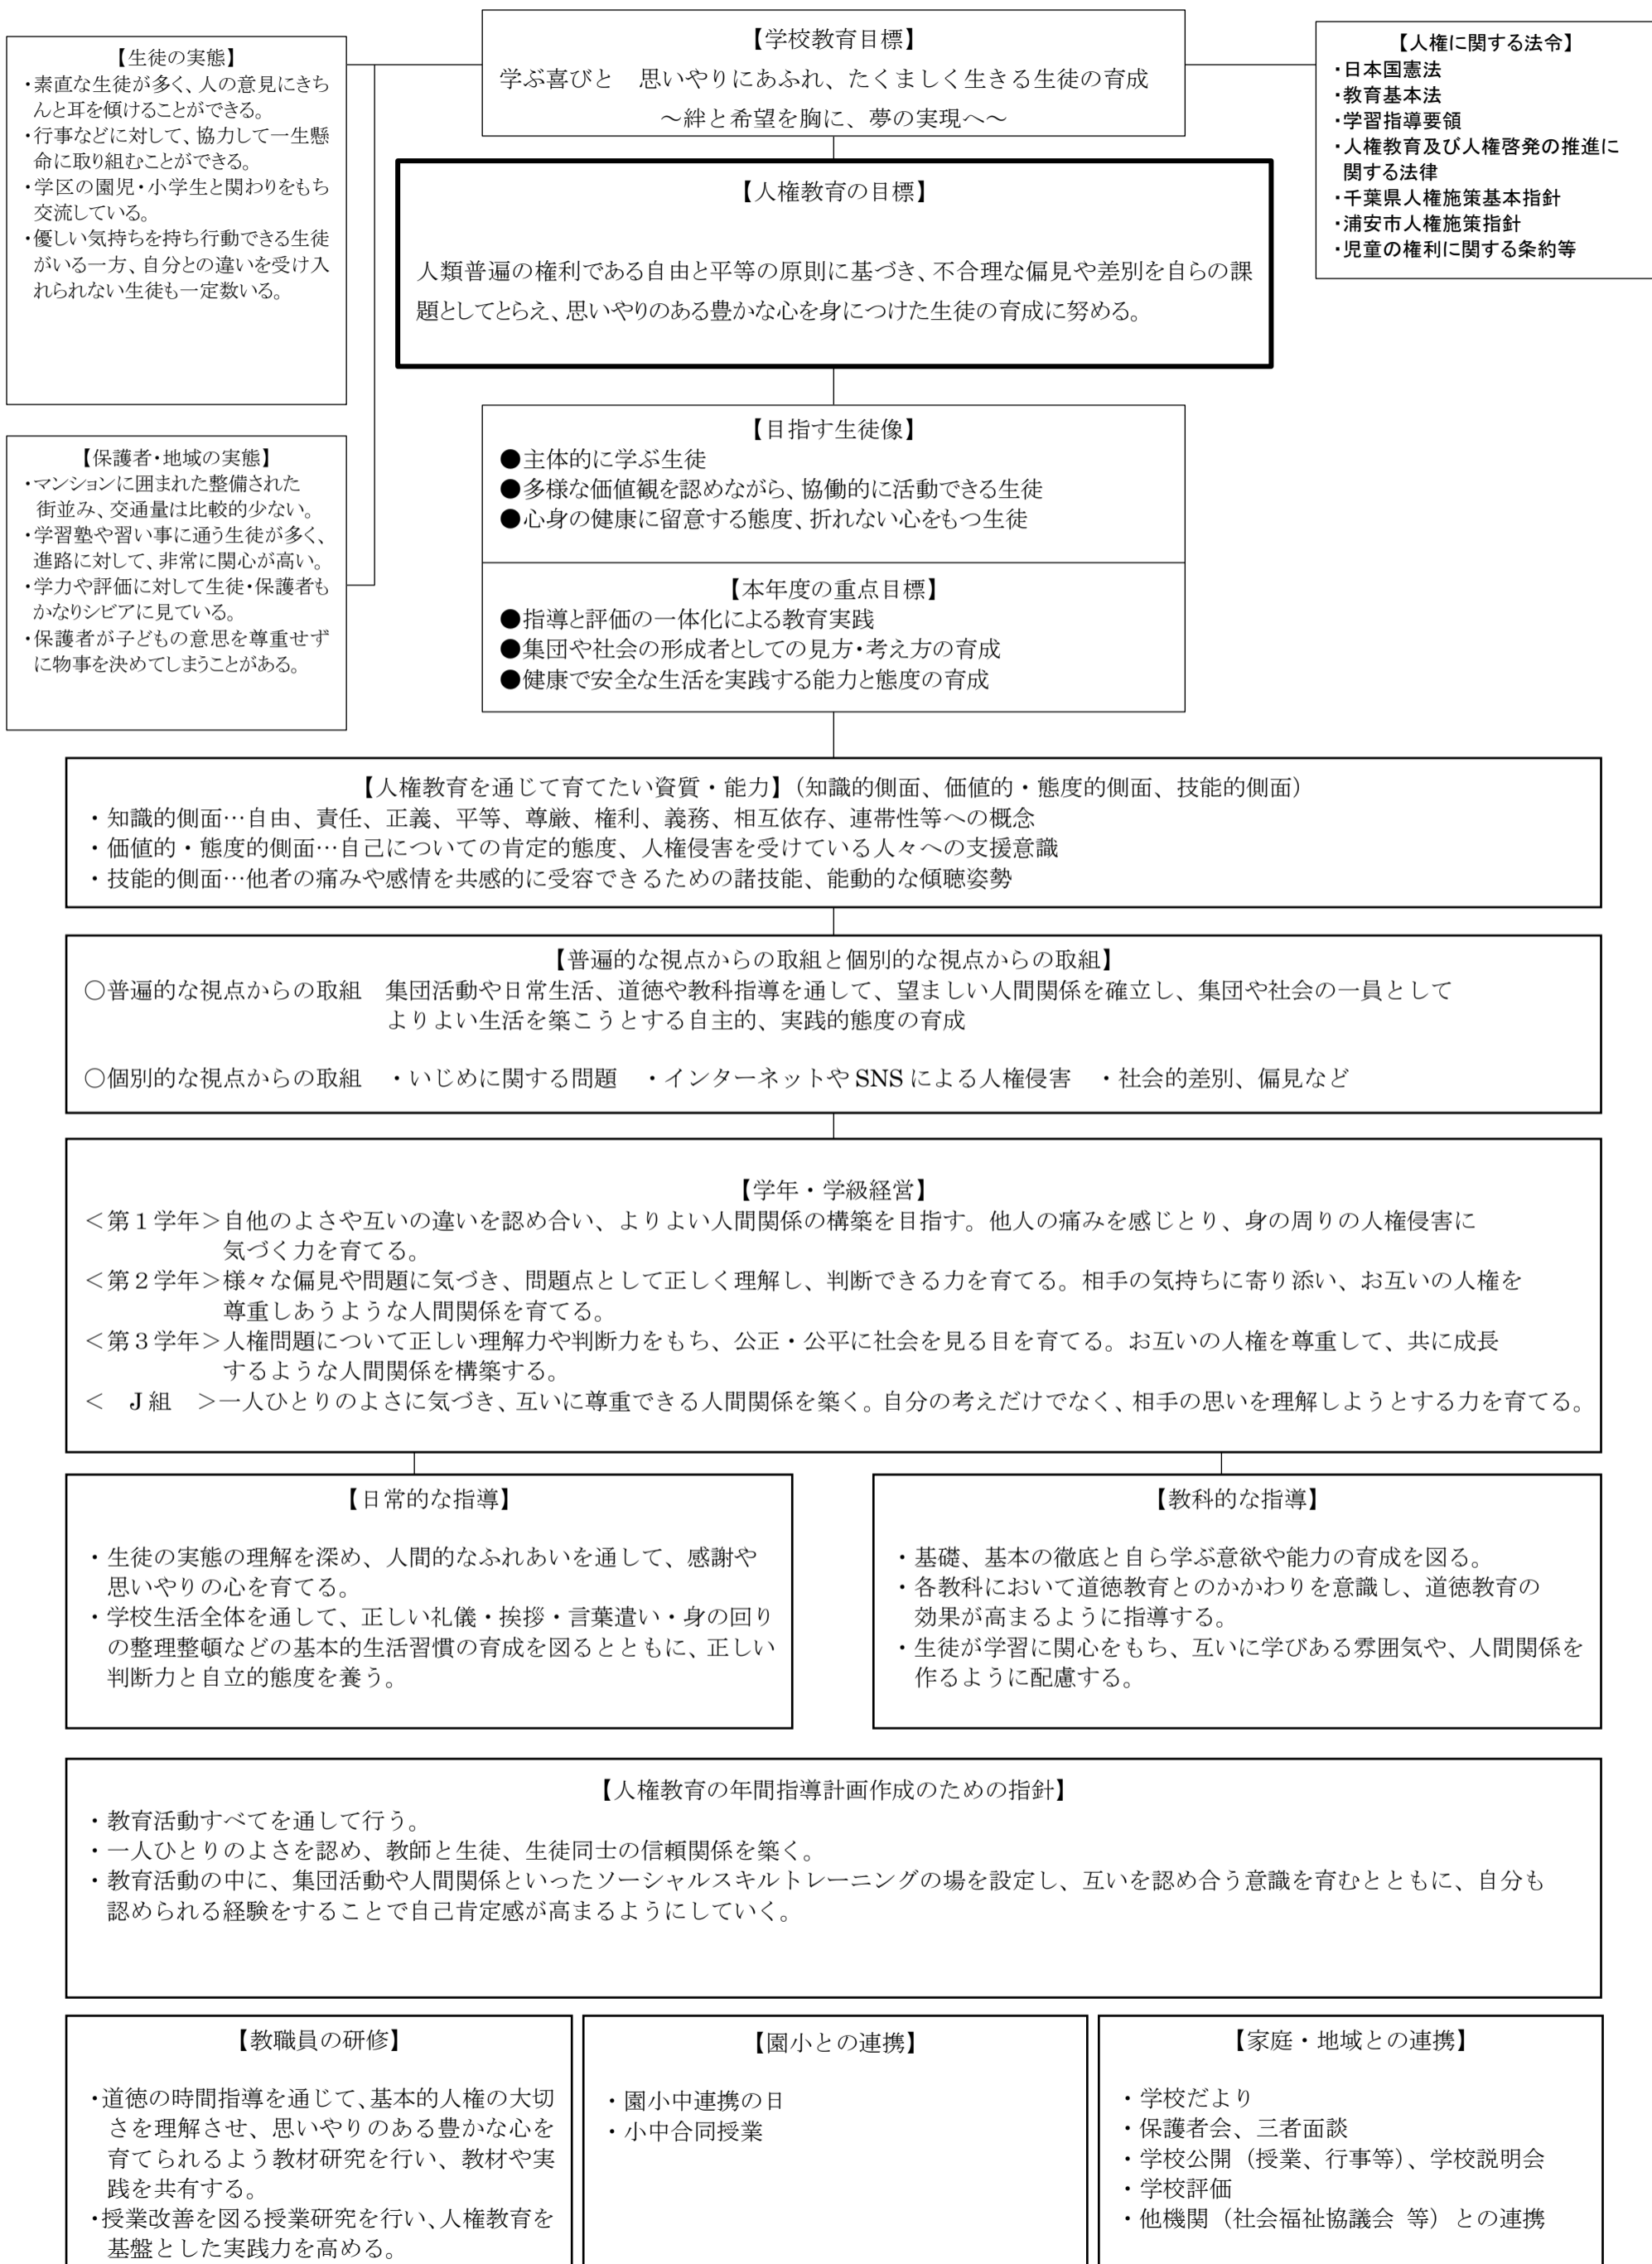 【学校教育目標】
学ぶ喜びと　思いやりにあふれ、たくましく生きる生徒の育成
～絆と希望を胸に、夢の実現へ～
【生徒の実態】
・素直な生徒が多く、人の意見にきち
んと耳を傾けることができる。
・行事などに対して、協力して一生懸
命に取り組むことができる。
・学区の園児・小学生と関わりをもち
交流している。
・優しい気持ちを持ち行動できる生徒
がいる一方、自分との違いを受け入
れられない生徒も一定数いる。
【人権に関する法令】
・日本国憲法
・教育基本法
・学習指導要領
・人権教育及び人権啓発の推進に
関する法律
・千葉県人権施策基本指針
・浦安市人権施策指針
・児童の権利に関する条約等
【人権教育の目標】
人類普遍の権利である自由と平等の原則に基づき、不合理な偏見や差別を自らの課
題としてとらえ、思いやりのある豊かな心を身につけた生徒の育成に努める。
【保護者・地域の実態】
・マンションに囲まれた整備された
街並み、交通量は比較的少ない。
・学習塾や習い事に通う生徒が多く、
進路に対して、非常に関心が高い。
・学力や評価に対して生徒・保護者も
かなりシビアに見ている。
・保護者が子どもの意思を尊重せず
に物事を決めてしまうことがある。
【目指す生徒像】
●主体的に学ぶ生徒
●多様な価値観を認めながら、協働的に活動できる生徒
●心身の健康に留意する態度、折れない心をもつ生徒
【本年度の重点目標】
●指導と評価の一体化による教育実践
●集団や社会の形成者としての見方・考え方の育成
●健康で安全な生活を実践する能力と態度の育成
【人権教育を通じて育てたい資質・能力】（知識的側面、価値的・態度的側面、技能的側面）
・知識的側面…自由、責任、正義、平等、尊厳、権利、義務、相互依存、連帯性等への概念
・価値的・態度的側面…自己についての肯定的態度、人権侵害を受けている人々への支援意識
・技能的側面…他者の痛みや感情を共感的に受容できるための諸技能、能動的な傾聴姿勢
【普遍的な視点からの取組と個別的な視点からの取組】
○普遍的な視点からの取組　集団活動や日常生活、道徳や教科指導を通して、望ましい人間関係を確立し、集団や社会の一員として
よりよい生活を築こうとする自主的、実践的態度の育成
○個別的な視点からの取組　・いじめに関する問題　・インターネットや SNS による人権侵害　・社会的差別、偏見など
【学年・学級経営】
＜第１学年＞自他のよさや互いの違いを認め合い、よりよい人間関係の構築を目指す。他人の痛みを感じとり、身の周りの人権侵害に
気づく力を育てる。
＜第２学年＞様々な偏見や問題に気づき、問題点として正しく理解し、判断できる力を育てる。相手の気持ちに寄り添い、お互いの人権を
尊重しあうような人間関係を育てる。
＜第３学年＞人権問題について正しい理解力や判断力をもち、公正・公平に社会を見る目を育てる。お互いの人権を尊重して、共に成長
するような人間関係を構築する。
＜　J 組　＞一人ひとりのよさに気づき、互いに尊重できる人間関係を築く。自分の考えだけでなく、相手の思いを理解しようとする力を育てる。
【日常的な指導】
・生徒の実態の理解を深め、人間的なふれあいを通して、感謝や
思いやりの心を育てる。
・学校生活全体を通して、正しい礼儀・挨拶・言葉遣い・身の回り
の整理整頓などの基本的生活習慣の育成を図るとともに、正しい
判断力と自立的態度を養う。
【教科的な指導】
・基礎、基本の徹底と自ら学ぶ意欲や能力の育成を図る。
・各教科において道徳教育とのかかわりを意識し、道徳教育の
効果が高まるように指導する。
・生徒が学習に関心をもち、互いに学びある雰囲気や、人間関係を
作るように配慮する。
【人権教育の年間指導計画作成のための指針】
・教育活動すべてを通して行う。
・一人ひとりのよさを認め、教師と生徒、生徒同士の信頼関係を築く。
・教育活動の中に、集団活動や人間関係といったソーシャルスキルトレーニングの場を設定し、互いを認め合う意識を育むとともに、自分も
認められる経験をすることで自己肯定感が高まるようにしていく。
【教職員の研修】
・道徳の時間指導を通じて、基本的人権の大切
さを理解させ、思いやりのある豊かな心を
育てられるよう教材研究を行い、教材や実
践を共有する。
・授業改善を図る授業研究を行い、人権教育を
基盤とした実践力を高める。
【園小との連携】
・園小中連携の日
・小中合同授業
【家庭・地域との連携】
・学校だより
・保護者会、三者面談
・学校公開（授業、行事等）、学校説明会
・学校評価
・他機関（社会福祉協議会 等）との連携